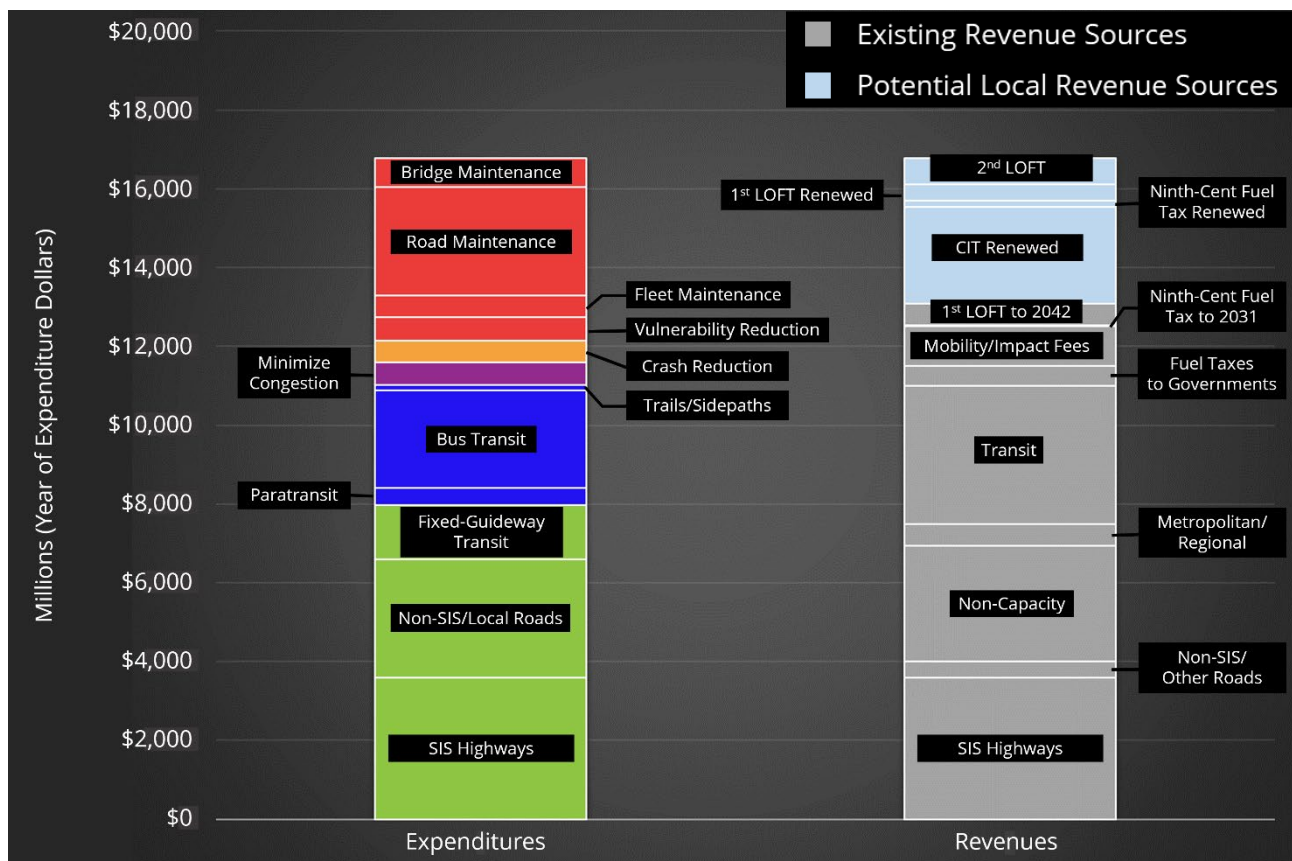 Existing Revenue Sources
Potential Local Revenue Sources
Millions (Year of Expenditure Dollars)
$20,000
$18,000
$16,000
$14,000
$12,000
$10,000
$8,000
$6,000
$4,000
$2,000
$0
Bridge Maintenance
Road Maintenance
Fleet Maintenance
Vulnerability Reduction
Crash Reduction
Minimize
Congestion
Trails/Sidepaths
Bus Transit
Paratransit
Fixed-Guideway
Transit
Non-SIS/Local Roads
SIS Highways
Expenditures
2nd LOFT
1st LOFT Renewed
Ninth-Cent Fuel
Tax Renewed
CIT Renewed
1st LOFT to 2042
Ninth-Cent Fuel
Tax to 2031
Mobility/Impact Fees
Fuel Taxes
to Governments
Transit
Metropolitan/
Regional
Non-Capacity
Non-SIS/
Other Roads
SIS Highways
Revenues